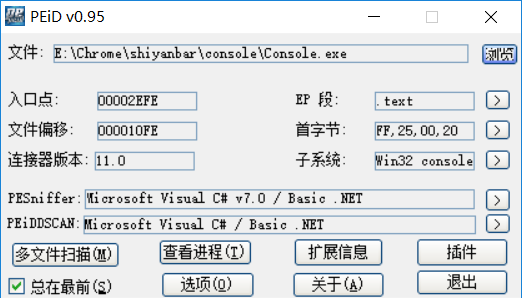 PEiD v0.95
文件: E:\Chrome\shiyanbar\console\Console.exe 浏览
入口点: 00002EFE EP 段: .text >
文件偏移: 000010FE 首字节: FF,25,00,20 >
连接器版本: 11.0 子系统: Win32 console >
PESniffer: Microsoft Visual C# v7.0 / Basic .NET >
PEiDDSCAN: Microsoft Visual C# / Basic .NET >
多文件扫描(M) 查看进程(T) 扩展信息 插件
总在最前(S) 选项(O) 关于(A) 退出